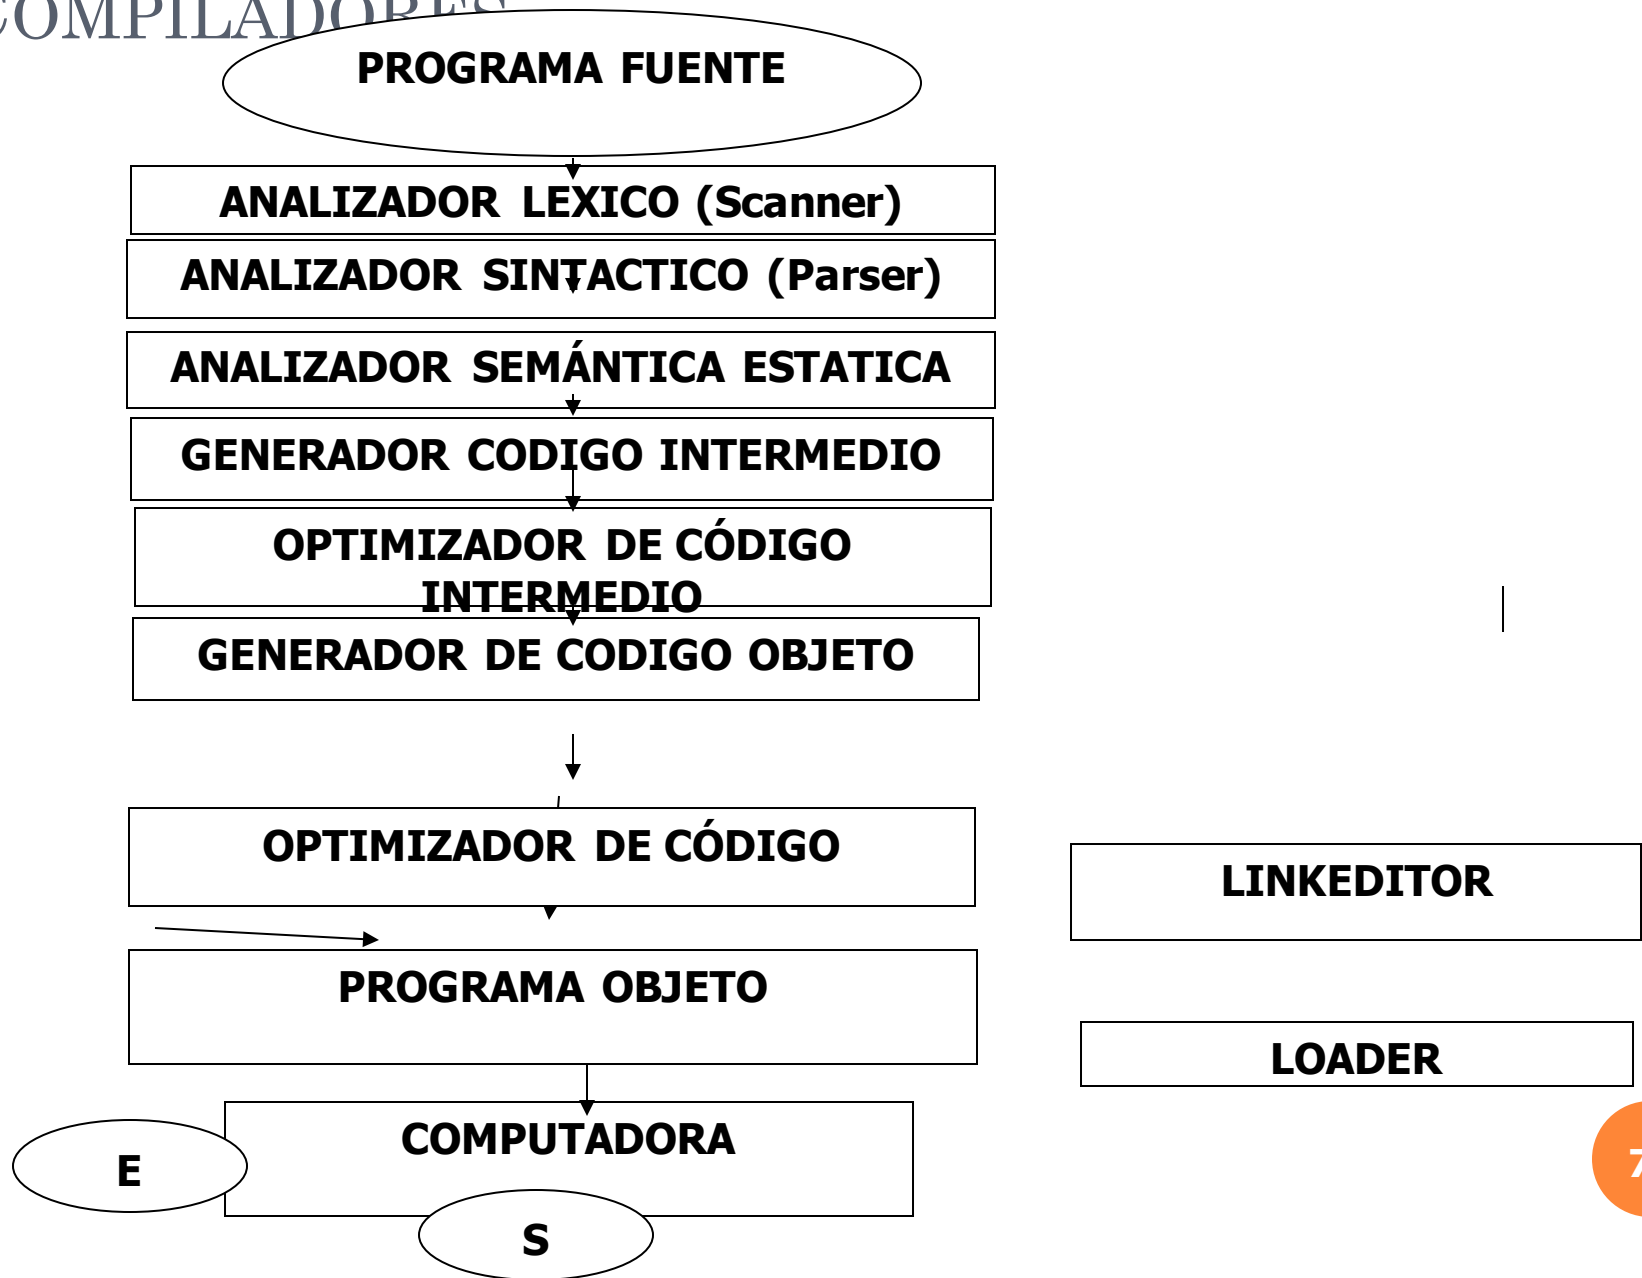 COMPILADORES
PROGRAMA FUENTE
ANALIZADOR LEXICO (Scanner)
ANALIZADOR SINTACTICO (Parser)
ANALIZADOR SEMÁNTICA ESTATICA
GENERADOR CODIGO INTERMEDIO
OPTIMIZADOR DE CÓDIGO
INTERMEDIO
GENERADOR DE CODIGO OBJETO
OPTIMIZADOR DE CÓDIGO
LINKEDITOR
PROGRAMA OBJETO
LOADER
COMPUTADORA
E
S